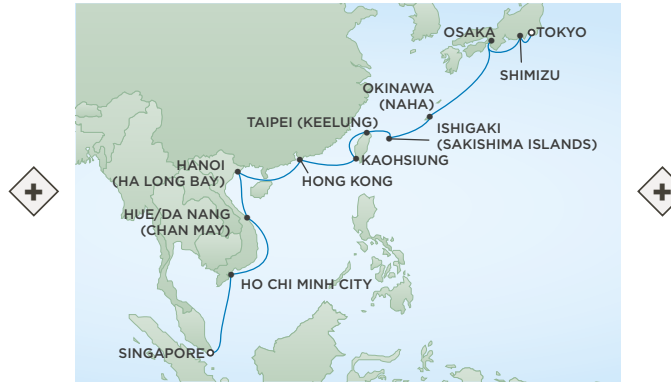 OSAKA
TOKYO
SHIMIZU
OKINAWA
(NAHA)
TAIPEI (KEELUNG)
ISHIGAKI
(SAKISHIMA ISLANDS)
KAOHSIUNG
HANOI
(HA LONG BAY)
HONG KONG
HUE/DA NANG
(CHAN MAY)
HO CHI MINH CITY
SINGAPORE